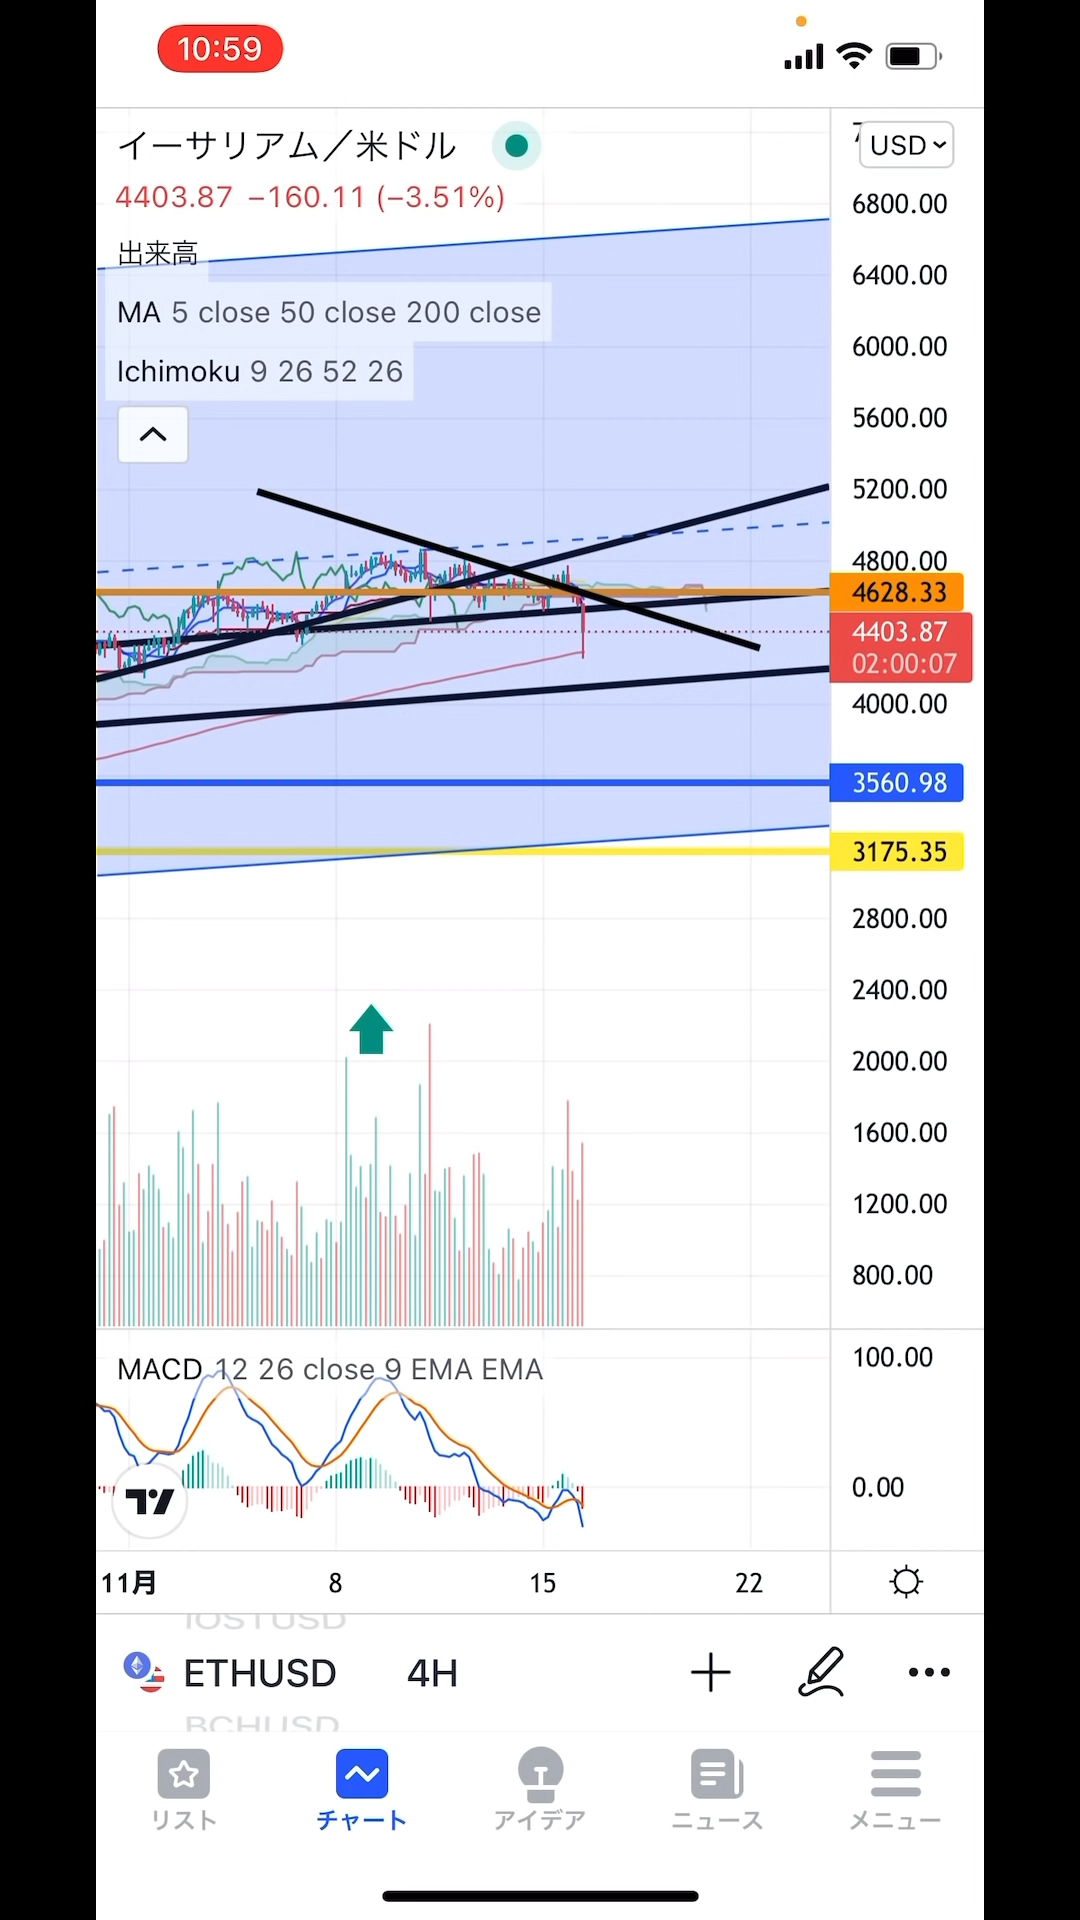 10:59
イーサリアム／米ドル
USD
4403.87 −160.11 (−3.51%)
出来高
MA 5 close 50 close 200 close
Ichimoku 9 26 52 26
6800.00
6400.00
6000.00
5600.00
5200.00
4800.00
4628.33
4403.87
02:00:07
4000.00
3560.98
3175.35
2800.00
2400.00
2000.00
1600.00
1200.00
800.00
MACD 12 26 close 9 EMA EMA
100.00
0.00
11月 8 15 22
IOSTUSD
ETHUSD 4H
BCHUSD
リスト チャート アイデア ニュース メニュー